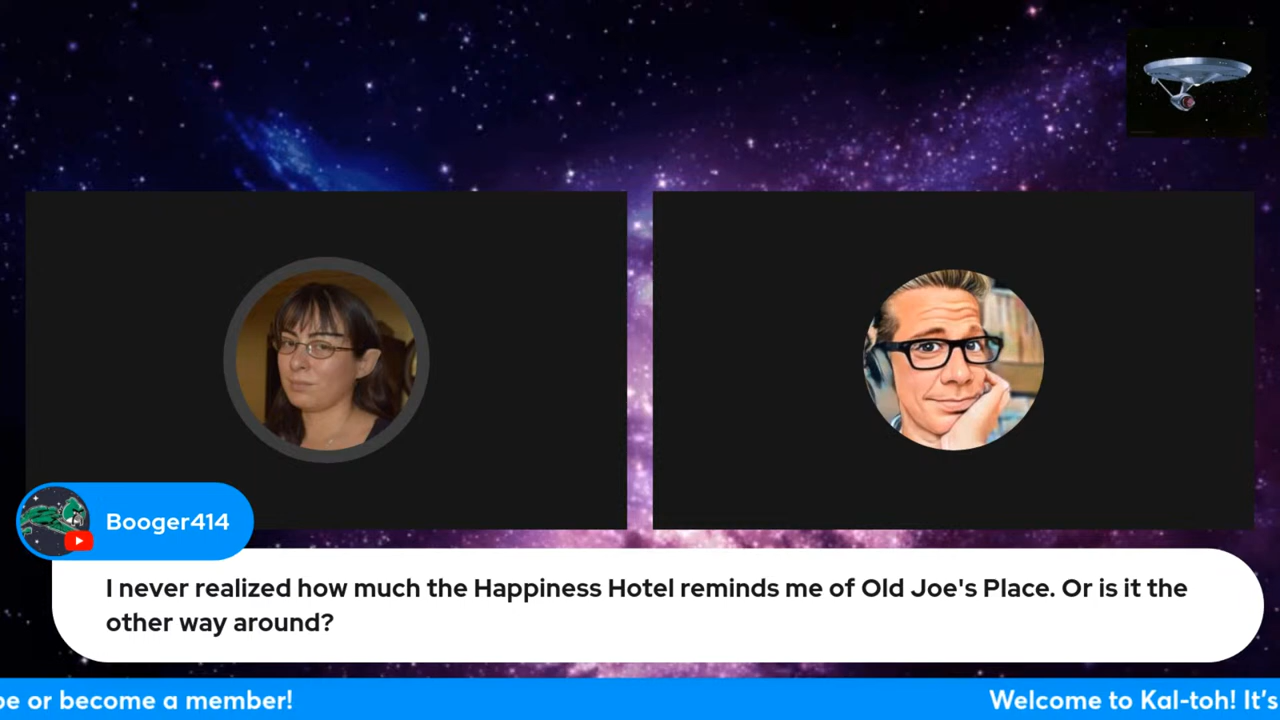 Booger414
I never realized how much the Happiness Hotel reminds me of Old Joe's Place. Or is it the
other way around?
be or become a member!
Welcome to Kal-toh! It's